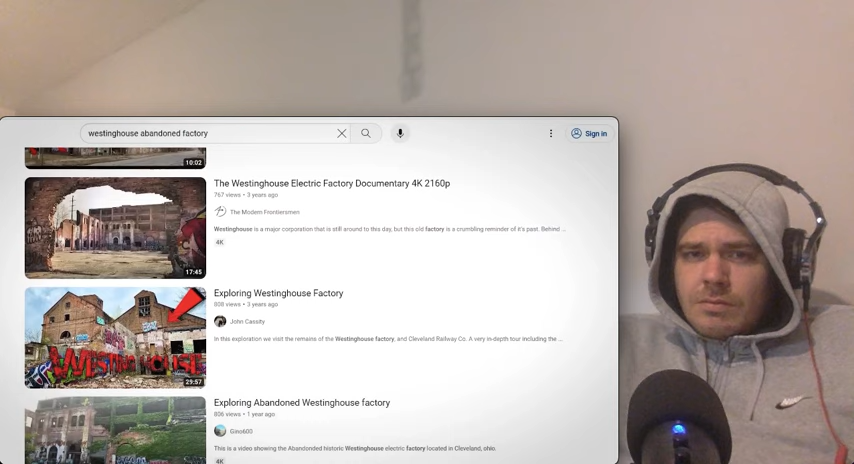 westinghouse abandoned factory
Sign in
10:02
The Westinghouse Electric Factory Documentary 4K 2160p
767 views • 3 years ago
The Modern Frontiersmen
Westinghouse is a major corporation that is still around to this day, but this old factory is a crumbling reminder of it's past. Behind ...
4K
17:45
Exploring Westinghouse Factory
808 views • 3 years ago
John Cassity
In this exploration we visit the remains of the Westinghouse factory, and Cleveland Railway Co. A very in-depth tour including the ...
WESTINGHOUSE
29:57
Exploring Abandoned Westinghouse factory
806 views • 1 year ago
Gino600
This is a video showing the Abandonded historic Westinghouse electric factory located in Cleveland, ohio.
4K